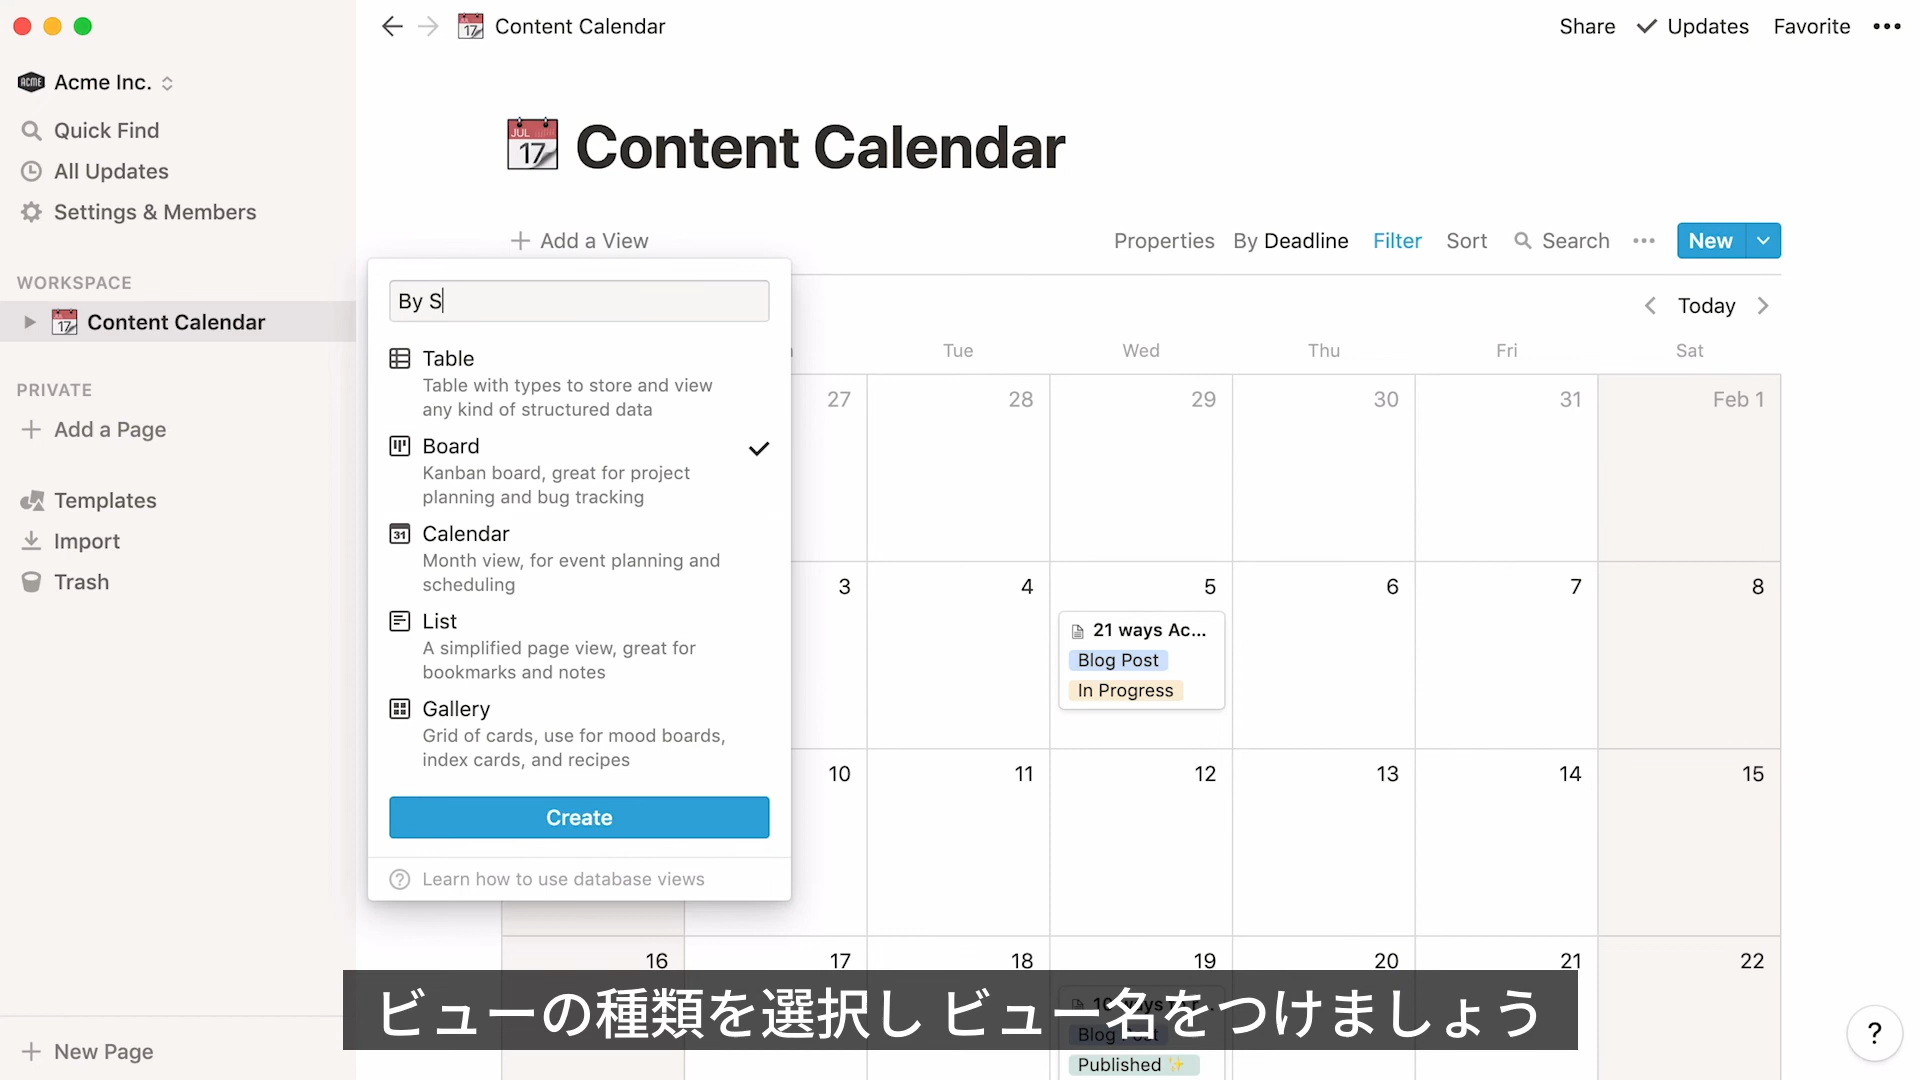 Content Calendar
Share
Updates
Favorite
ACME
Acme Inc.
Quick Find
All Updates
Settings & Members
WORKSPACE
Content Calendar
PRIVATE
Add a Page
Templates
Import
Trash
New Page
JUL
17
Content Calendar
Add a View
Properties
By Deadline
Filter
Sort
Search
New
By S
Table
Table with types to store and view
any kind of structured data
Board
Kanban board, great for project
planning and bug tracking
Calendar
Month view, for event planning and
scheduling
List
A simplified page view, great for
bookmarks and notes
Gallery
Grid of cards, use for mood boards,
index cards, and recipes
Create
Learn how to use database views
Today
Tue
Wed
Thu
Fri
Sat
27
28
29
30
31
Feb 1
3
4
5
6
7
8
21 ways Ac...
Blog Post
In Progress
10
11
12
13
14
15
16
17
18
19
20
21
22
Published ✨
ビューの種類を選択し ビュー名をつけましょう
?